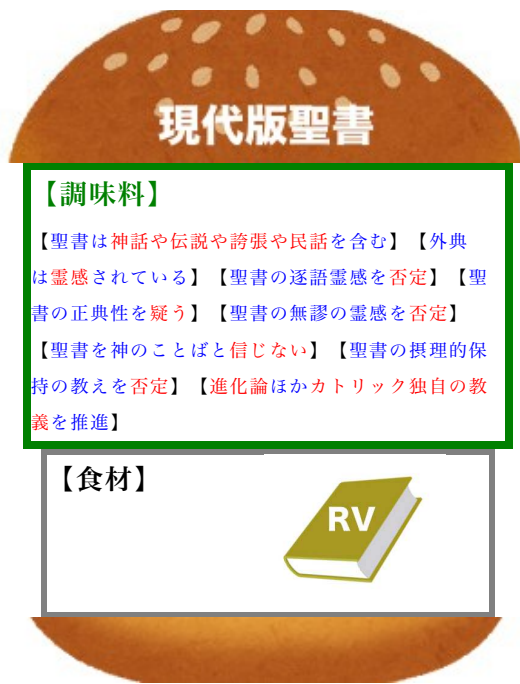 現代版聖書
【調味料】
【聖書は神話や伝説や誇張や民話を含む】【外典
は霊感されている】【聖書の逐語霊感を否定】【聖
書の正典性を疑う】【聖書の無謬の霊感を否定】
【聖書を神のことばと信じない】【聖書の摂理的保
持の教えを否定】【進化論ほかカトリック独自の教
義を推進】
【食材】
RV